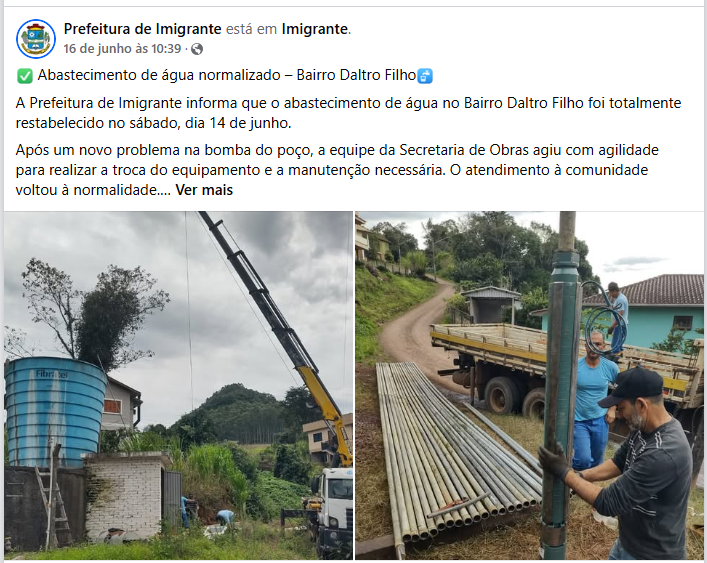 Prefeitura de Imigrante está em Imigrante.
16 de junho às 10:39 ·
Abastecimento de água normalizado – Bairro Daltro Filho
A Prefeitura de Imigrante informa que o abastecimento de água no Bairro Daltro Filho foi totalmente
restabelecido no sábado, dia 14 de junho.
Após um novo problema na bomba do poço, a equipe da Secretaria de Obras agiu com agilidade
para realizar a troca do equipamento e a manutenção necessária. O atendimento à comunidade
voltou à normalidade.... Ver mais
Fibratel